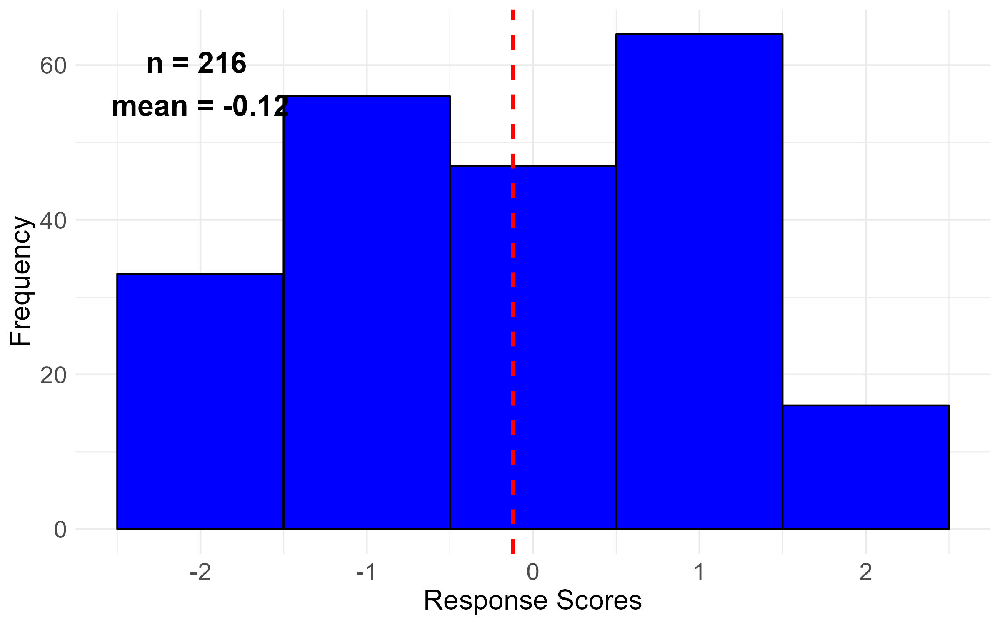 n = 216
mean = -0.12
60
40
20
0
Frequency
-2 -1 0 1 2
Response Scores